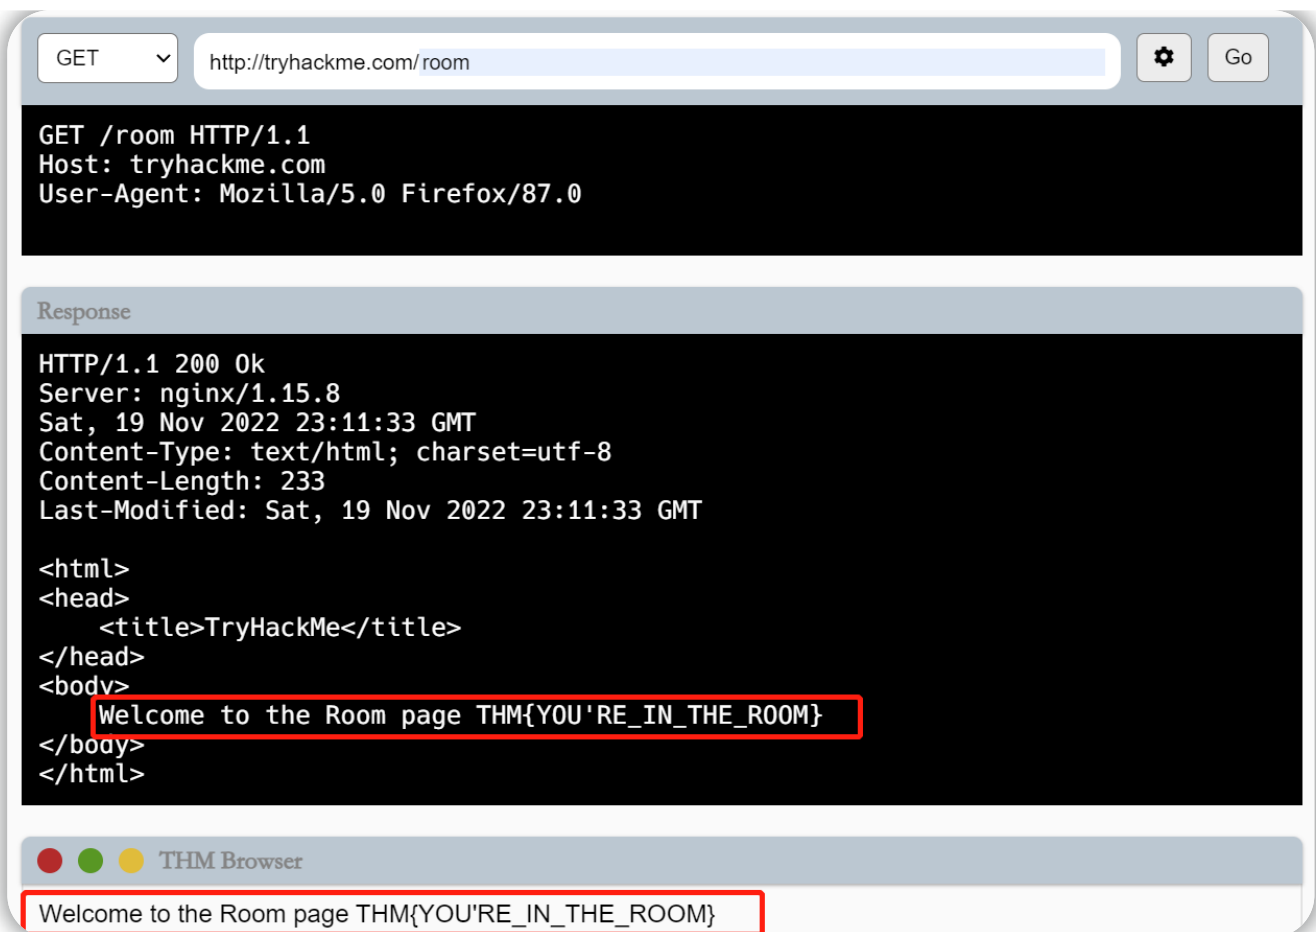 GET
http://tryhackme.com/room
Go
GET /room HTTP/1.1
Host: tryhackme.com
User-Agent: Mozilla/5.0 Firefox/87.0
Response
HTTP/1.1 200 Ok
Server: nginx/1.15.8
Sat, 19 Nov 2022 23:11:33 GMT
Content-Type: text/html; charset=utf-8
Content-Length: 233
Last-Modified: Sat, 19 Nov 2022 23:11:33 GMT
<html>
<head>
<title>TryHackMe</title>
</head>
<body>
Welcome to the Room page THM{YOU'RE_IN_THE_ROOM}
</body>
</html>
THM Browser
Welcome to the Room page THM{YOU'RE_IN_THE_ROOM}